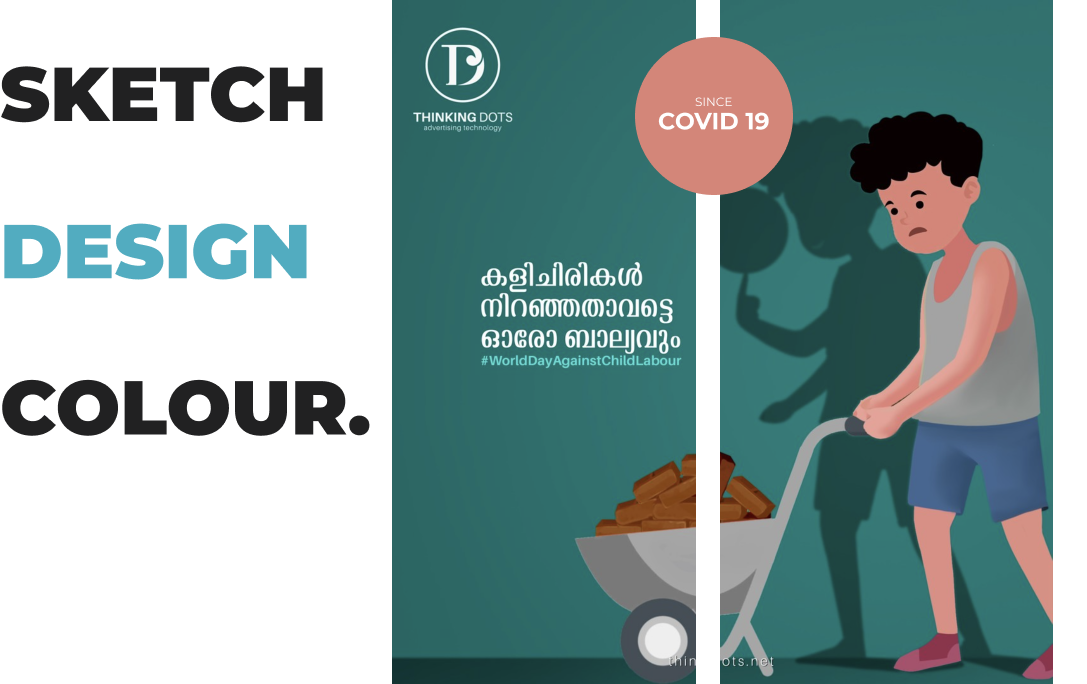 SKETCH
DESIGN
COLOUR.
THINKING DOTS
advertising technology
SINCE
COVID 19
കളിചിരികൾ
നിറഞ്ഞതാവട്ടെ
ഓരോ ബാല്യവും
#WorldDayAgainstChildLabour